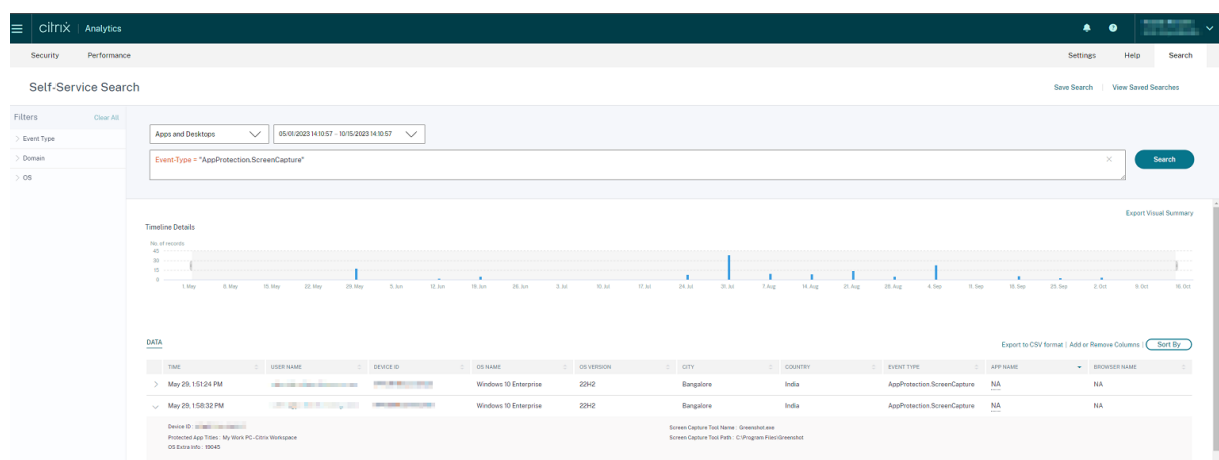 citrix | Analytics
Security Performance Settings Help Search
Self-Service Search Save Search | View Saved Searches
Filters Clear All
Event Type
Domain
OS
Apps and Desktops 05/01/2023 14:10:57 - 10/15/2023 14:10:57
Event-Type = "AppProtection.ScreenCapture" Search
Export Visual Summary
Timeline Details
No. of records
45
30
15
0
1. May 8. May 15. May 22. May 29. May 5. Jun 12. Jun 19. Jun 26. Jun 3. Jul 10. Jul 17. Jul 24. Jul 31. Jul 7. Aug 14. Aug 21. Aug 28. Aug 4. Sep 11. Sep 18. Sep 25. Sep 2. Oct 9. Oct 16. Oct
DATA Export to CSV format | Add or Remove Columns | Sort By
TIME USER NAME DEVICE ID OS NAME OS VERSION CITY COUNTRY EVENT TYPE APP NAME BROWSER NAME
May 29, 1:51:24 PM Windows 10 Enterprise 22H2 Bangalore India AppProtection.ScreenCapture NA NA
May 29, 1:58:32 PM Windows 10 Enterprise 22H2 Bangalore India AppProtection.ScreenCapture NA NA
Device ID : Screen Capture Tool Name : Greenshot.exe
Protected App Titles : My Work PC - Citrix Workspace Screen Capture Tool Path : C:\Program Files\Greenshot
OS Extra Info : 19045